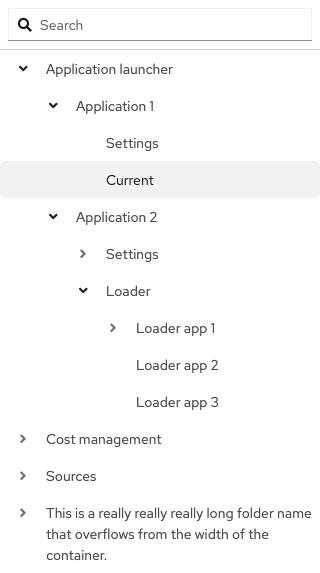 Search
Application launcher
Application 1
Settings
Current
Application 2
Settings
Loader
Loader app 1
Loader app 2
Loader app 3
Cost management
Sources
This is a really really really long folder name
that overflows from the width of the
container.